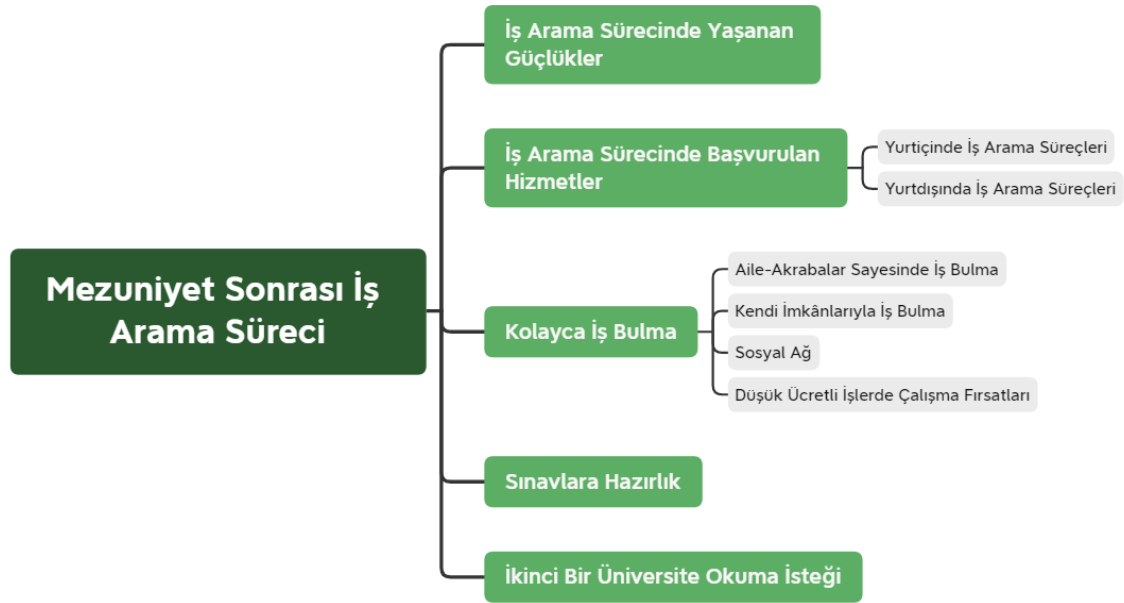 Mezuniyet Sonrası İş
Arama Süreci
İş Arama Sürecinde Yaşanan
Güçlükler
İş Arama Sürecinde Başvurulan
Hizmetler
Yurtiçinde İş Arama Süreçleri
Yurtdışında İş Arama Süreçleri
Kolayca İş Bulma
Aile-Akrabalar Sayesinde İş Bulma
Kendi İmkânlarıyla İş Bulma
Sosyal Ağ
Düşük Ücretli İşlerde Çalışma Fırsatları
Sınavlara Hazırlık
İkinci Bir Üniversite Okuma İsteği